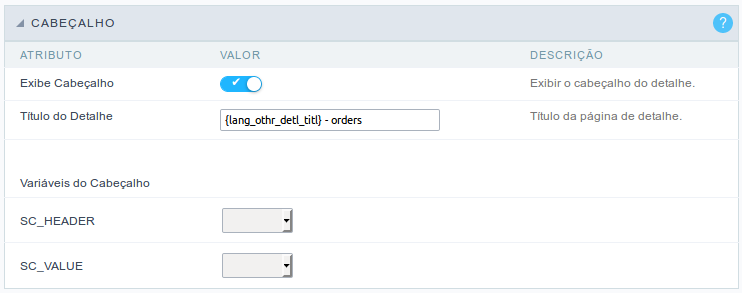 CABEÇALHO ?
ATRIBUTO VALOR DESCRIÇÃO
Exibe Cabeçalho Exibir o cabeçalho do detalhe.
Título do Detalhe {lang_othr_detl_titl} - orders Título da página de detalhe.
Variáveis do Cabeçalho
SC_HEADER
SC_VALUE